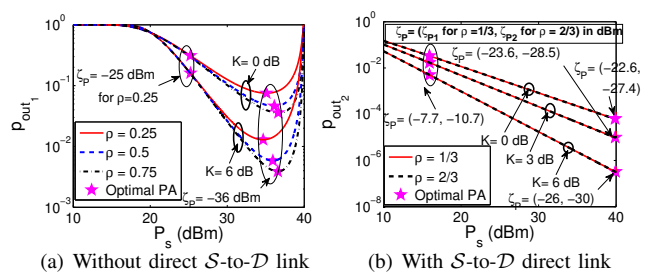 10⁰
10⁻¹
10⁻²
10⁻³
p_out₁
ζ_P = −25 dBm
for ρ=0.25
K= 0 dB
K= 6 dB
ζ_P = −36 dBm
ρ = 0.25
ρ = 0.5
ρ = 0.75
Optimal PA
10 20 30 40
P_s (dBm)
(a) Without direct S-to-D link
10⁰
10⁻²
10⁻⁴
10⁻⁶
10⁻⁸
p_out₂
ζ_P = (ζ_P1 for ρ=1/3, ζ_P2 for ρ = 2/3) in dBm
ζ_P = (−23.6, −28.5)
ζ_P = (−22.6,
−27.4)
ζ_P =
(−7.7, −10.7)
K= 0 dB
K= 3 dB
K= 6 dB
ζ_P =
(−26, −30)
ρ = 1/3
ρ = 2/3
Optimal PA
10 20 30 40
P_s (dBm)
(b) With S-to-D direct link